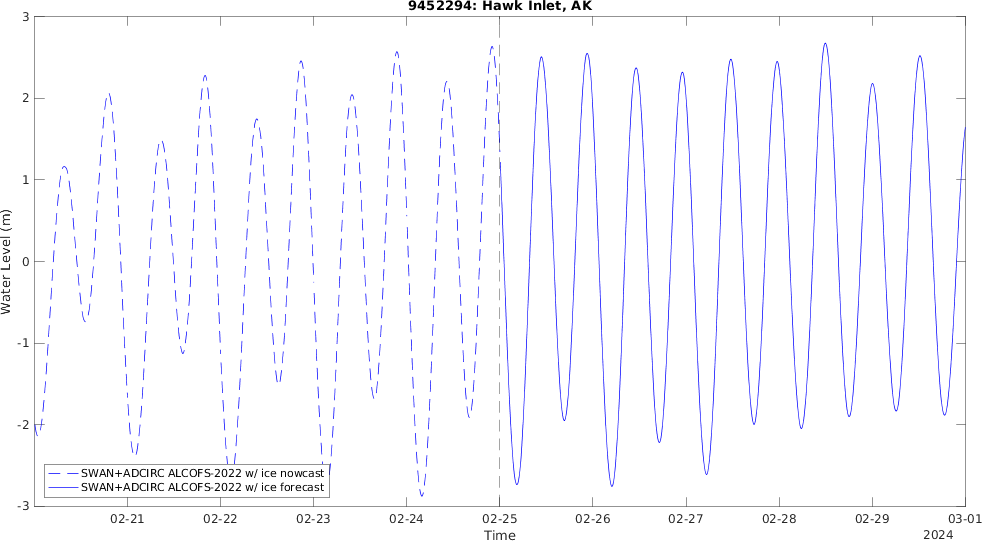 9452294: Hawk Inlet, AK
3
2
1
0
-1
-2
-3
Water Level (m)
SWAN+ADCIRC ALCOFS-2022 w/ ice nowcast
SWAN+ADCIRC ALCOFS-2022 w/ ice forecast
02-21 02-22 02-23 02-24 02-25 02-26 02-27 02-28 02-29 03-01
Time
2024